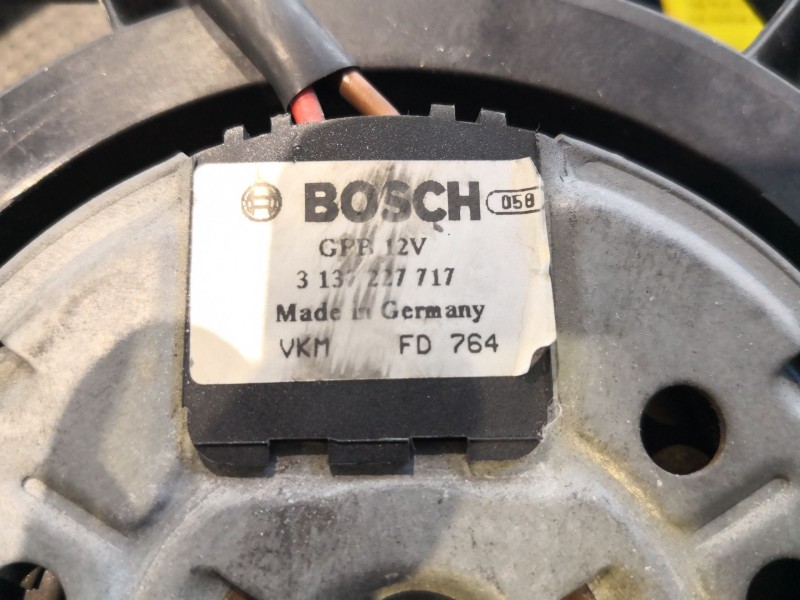 BOSCH 058
GPB 12V
3 137 227 717
Made in Germany
VKM FD 764